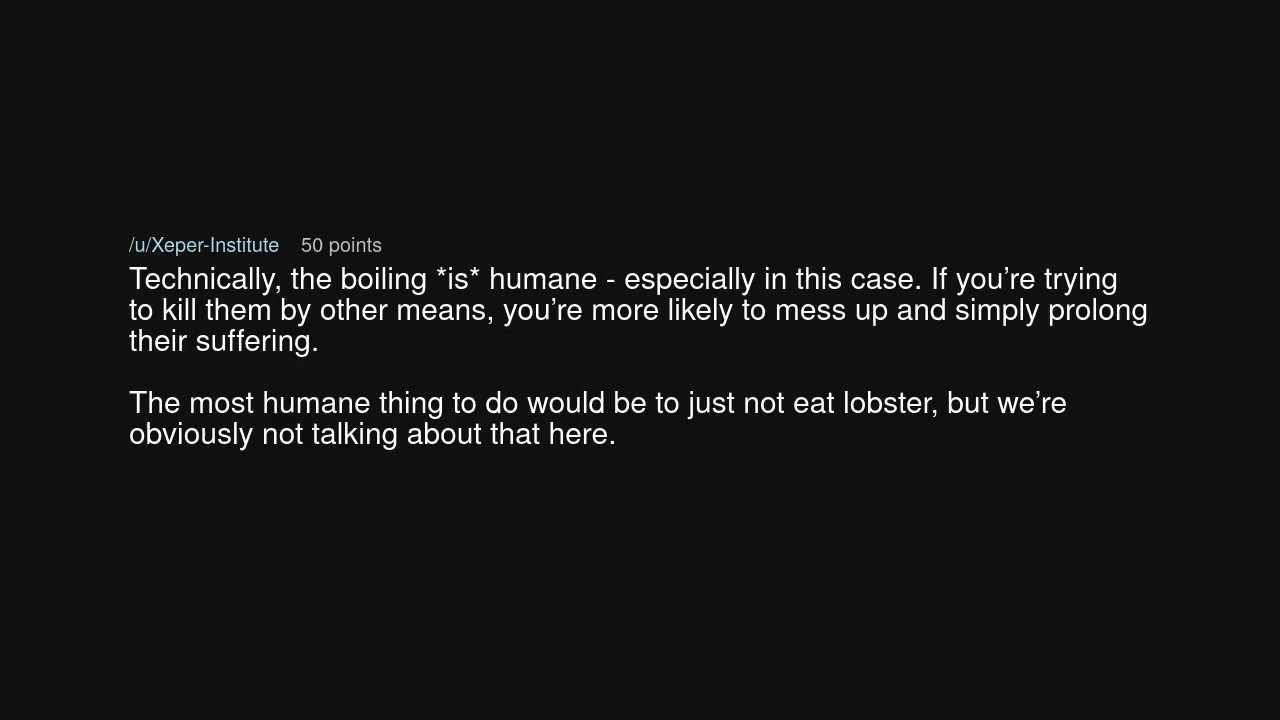 /u/Xeper-Institute 50 points
Technically, the boiling *is* humane - especially in this case. If you’re trying
to kill them by other means, you’re more likely to mess up and simply prolong
their suffering.
The most humane thing to do would be to just not eat lobster, but we’re
obviously not talking about that here.